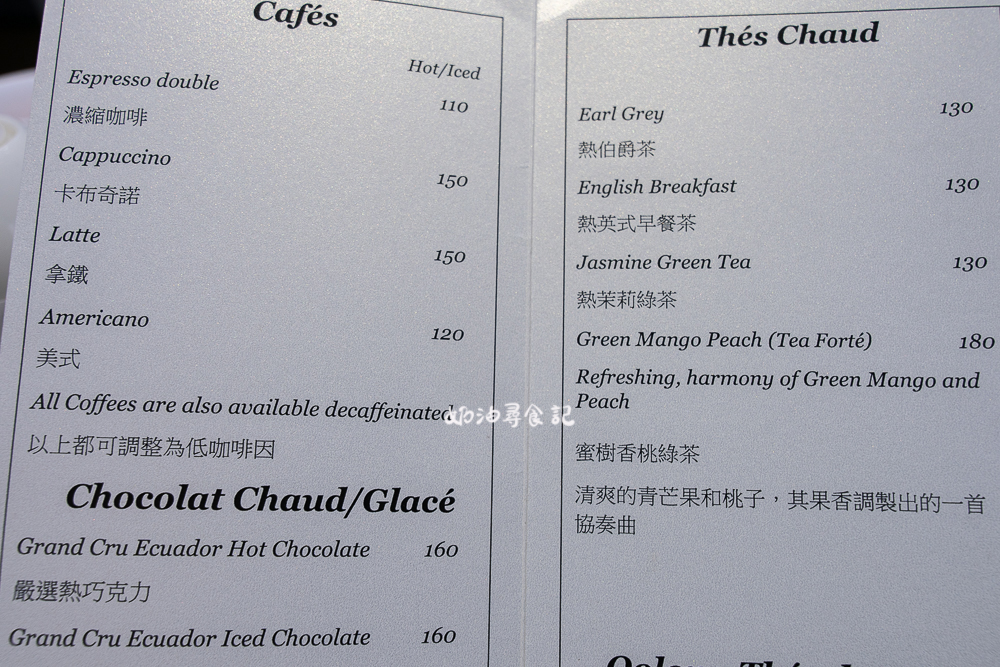 Cafés
Hot/Iced
Espresso double 110
濃縮咖啡
Cappuccino 150
卡布奇諾
Latte 150
拿鐵
Americano 120
美式
All Coffees are also available decaffeinated
以上都可調整為低咖啡因
Chocolat Chaud/Glacé
Grand Cru Ecuador Hot Chocolate 160
嚴選熱巧克力
Grand Cru Ecuador Iced Chocolate 160
Thés Chaud
Earl Grey 130
熱伯爵茶
English Breakfast 130
熱英式早餐茶
Jasmine Green Tea 130
熱茉莉綠茶
Green Mango Peach (Tea Forté) 180
Refreshing, harmony of Green Mango and
Peach
蜜樹香桃綠茶
清爽的青芒果和桃子，其果香調製出的一首
協奏曲
奶油尋食記